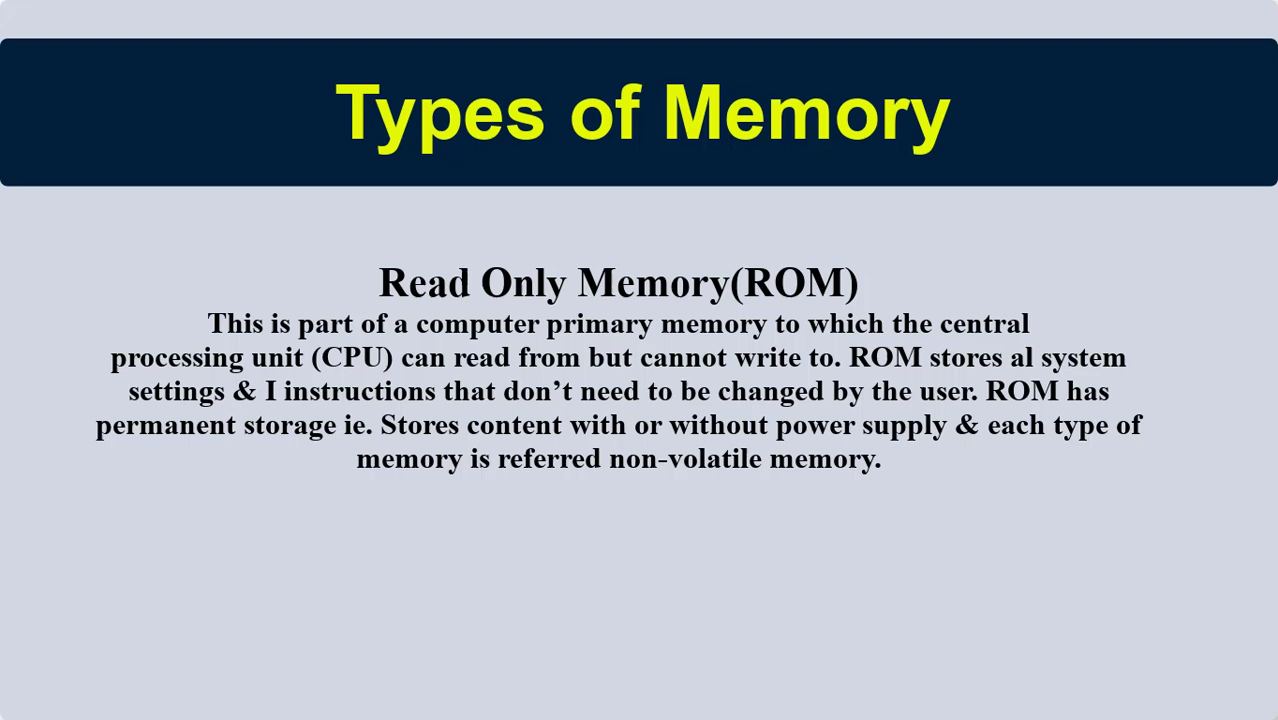 Types of Memory
Read Only Memory(ROM)
This is part of a computer primary memory to which the central
processing unit (CPU) can read from but cannot write to. ROM stores al system
settings & I instructions that don’t need to be changed by the user. ROM has
permanent storage ie. Stores content with or without power supply & each type of
memory is referred non-volatile memory.